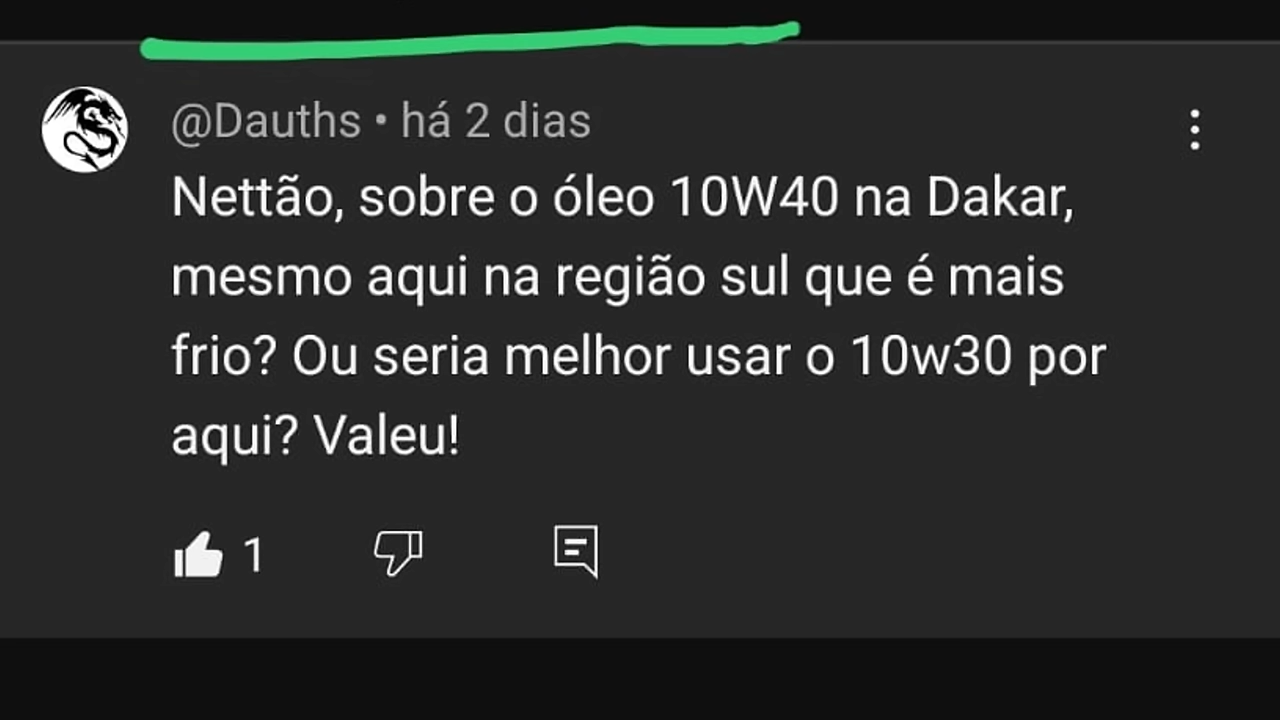 @Dauths • há 2 dias
Nettão, sobre o óleo 10W40 na Dakar,
mesmo aqui na região sul que é mais
frio? Ou seria melhor usar o 10w30 por
aqui? Valeu!
1